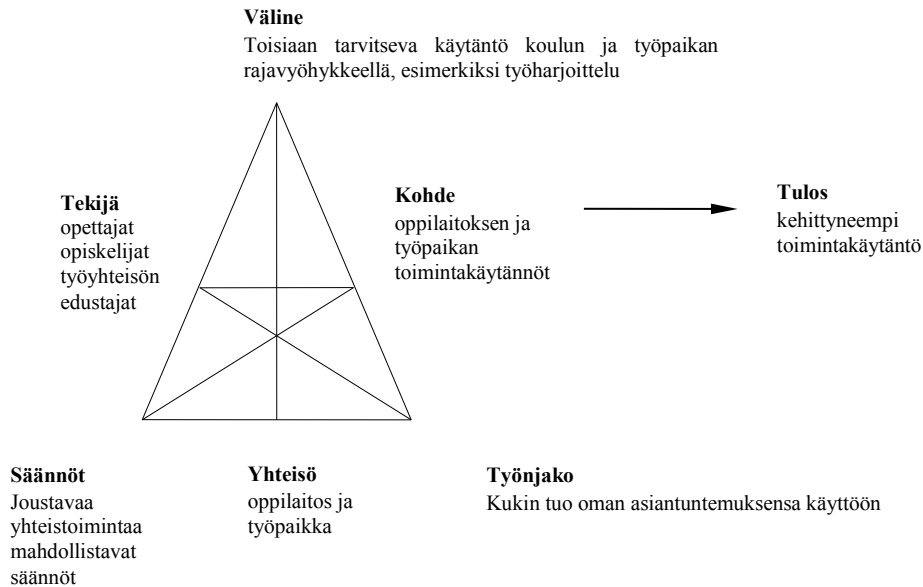 Väline
Toisiaan tarvitseva käytäntö koulun ja työpaikan
rajavyöhykkeellä, esimerkiksi työharjoittelu
Tekijä
opettajat
opiskelijat
työyhteisön
edustajat
Kohde
oppilaitoksen ja
työpaikan
toimintakäytännöt
Tulos
kehittyneempi
toimintakäytäntö
Säännöt
Joustavaa
yhteistoimintaa
mahdollistavat
säännöt
Yhteisö
oppilaitos ja
työpaikka
Työnjako
Kukin tuo oman asiantuntemuksensa käyttöön